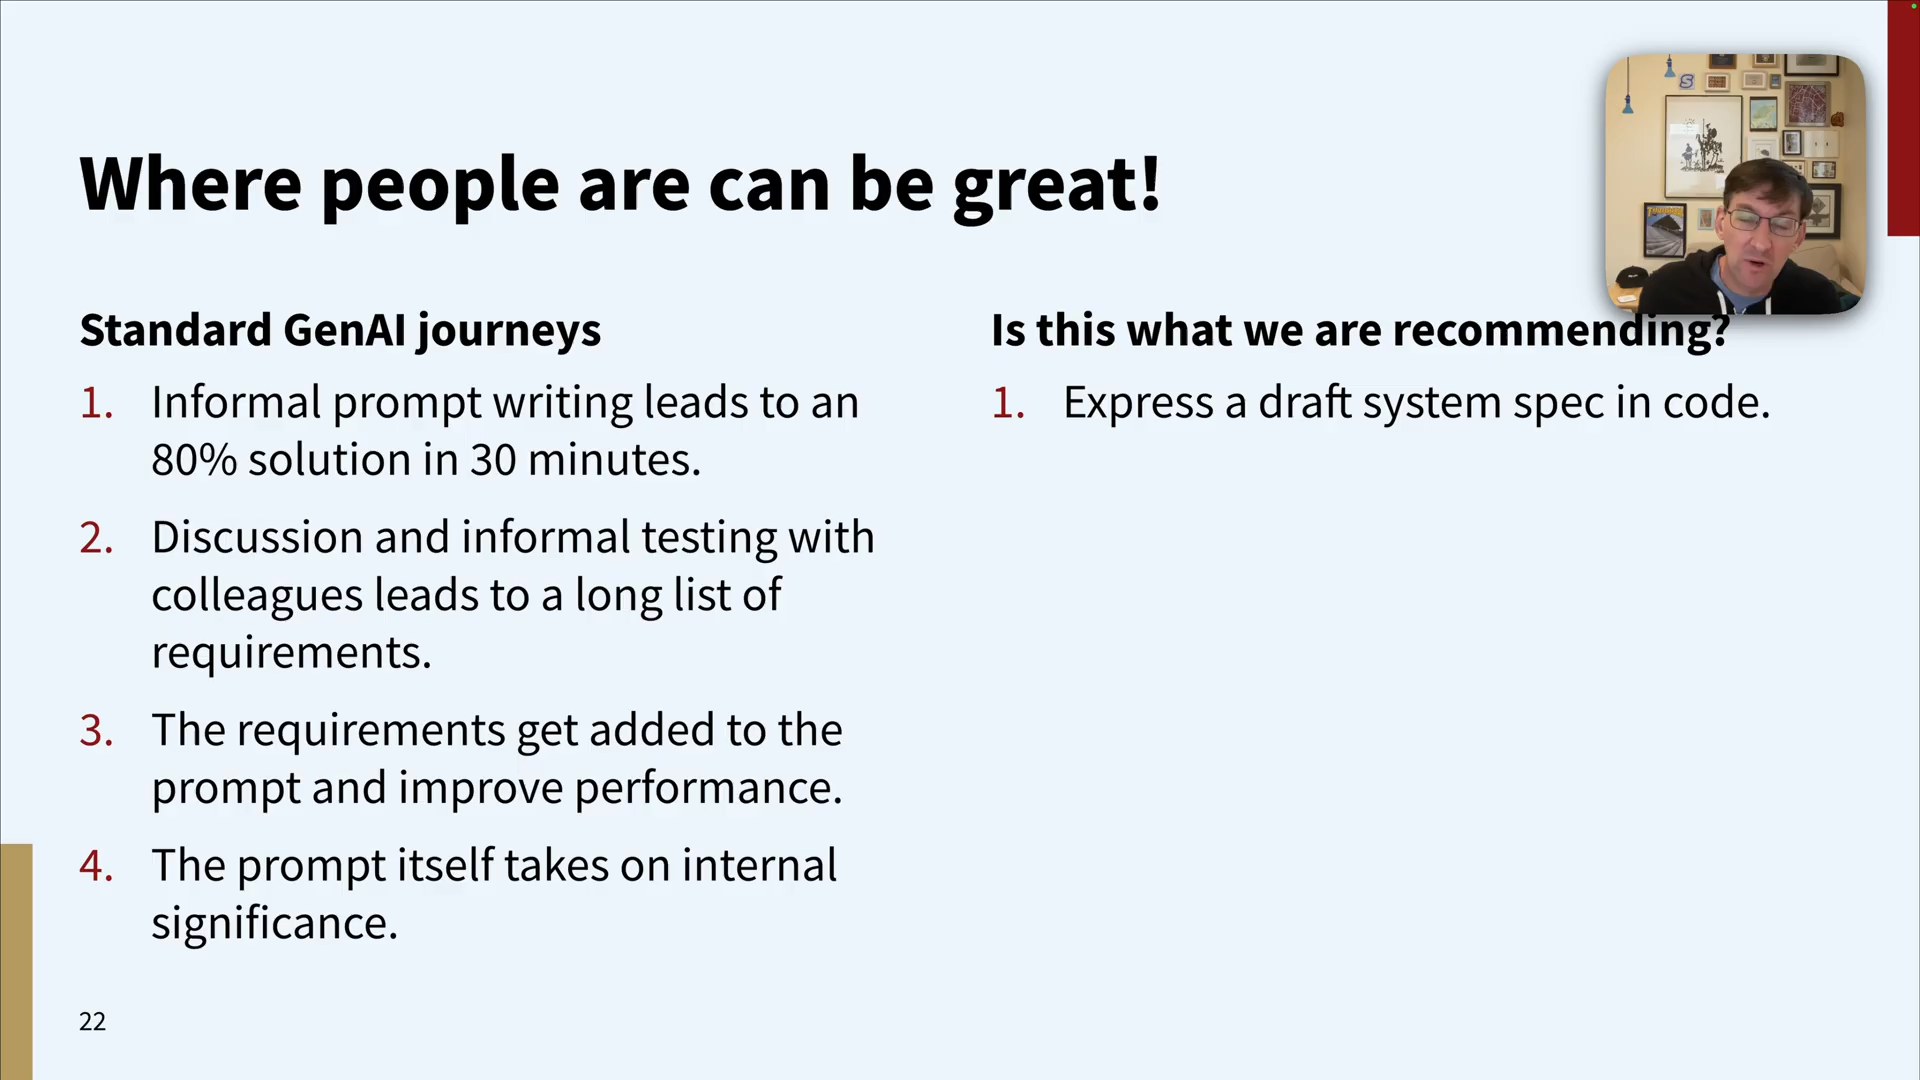 Where people are can be great!
Standard GenAI journeys
1. Informal prompt writing leads to an
80% solution in 30 minutes.
2. Discussion and informal testing with
colleagues leads to a long list of
requirements.
3. The requirements get added to the
prompt and improve performance.
4. The prompt itself takes on internal
significance.
Is this what we are recommending?
1. Express a draft system spec in code.
22